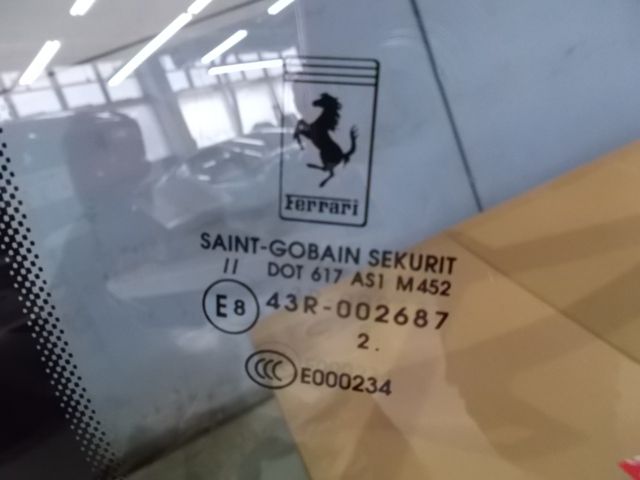 Ferrari
SAINT-GOBAIN SEKURIT
II DOT 617 AS1 M452
E8 43R-002687
2.
CCC E000234